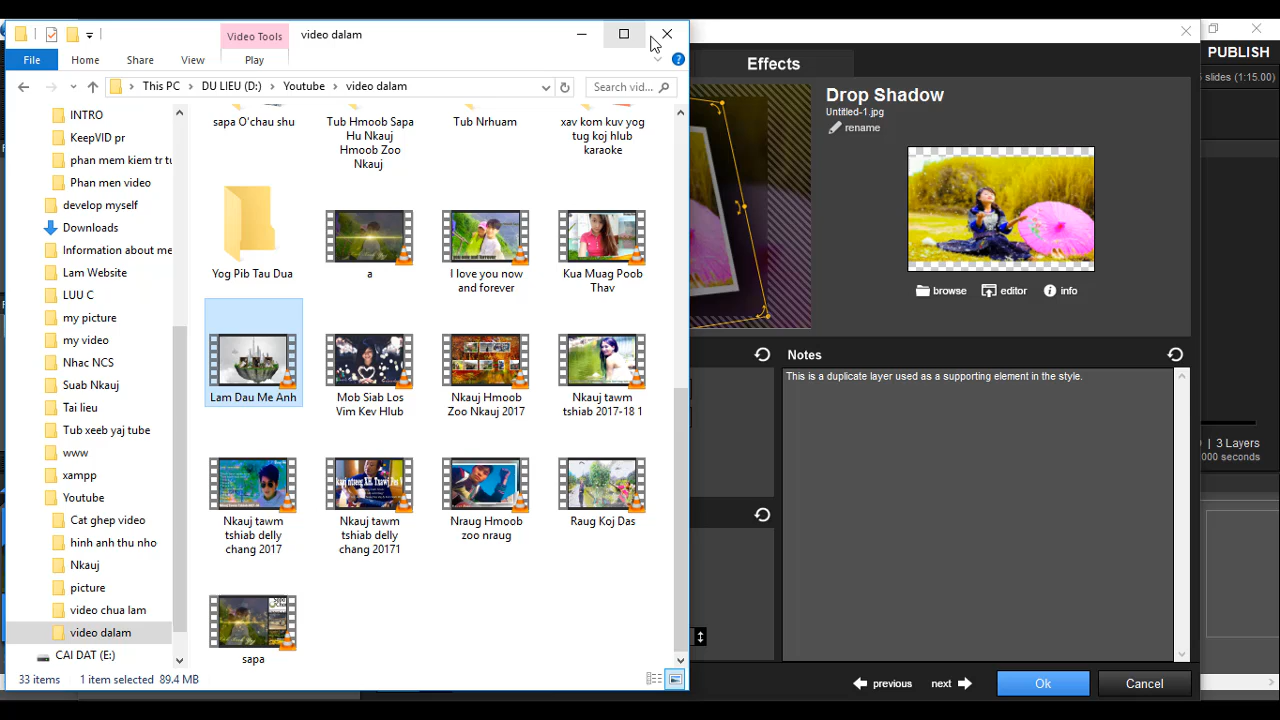 Video Tools
video dalam
File
Home
Share
View
Play
This PC
DU LIEU (D:)
Youtube
video dalam
Search vid...
INTRO
KeepVID pr
phan mem kiem tr tu
Phan men video
develop myself
Downloads
Information about me
Lam Website
LUU C
my picture
my video
Nhac NCS
Suab Nkauj
Tai lieu
Tub xeeb yaj tube
www
xampp
Youtube
Cat ghep video
hinh anh thu nho
Nkauj
picture
video chua lam
video dalam
CAI DAT (E:)
sapa O'chau shu
Tub Hmoob Sapa
Hu Nkauj
Hmoob Zoo
Nkauj
Tub Nrhuam
xav kom kuv yog
tug koj hlub
karaoke
Yog Pib Tau Dua
a
I love you now
and forever
Kua Muag Poob
Thav
Lam Dau Me Anh
Mob Siab Los
Vim Kev Hlub
Nkauj Hmoob
Zoo Nkauj 2017
Nkauj tawm
tshiab 2017-18 1
Nkauj tawm
tshiab delly
chang 2017
Nkauj tawm
tshiab delly
chang 20171
Nraug Hmoob
zoo nraug
Raug Koj Das
sapa
33 items
1 item selected 89.4 MB
Effects
Drop Shadow
Untitled-1.jpg
rename
browse
editor
info
Notes
This is a duplicate layer used as a supporting element in the style.
previous
next
Ok
Cancel
PUBLISH
slides (1:15.00)
3 Layers
000 seconds